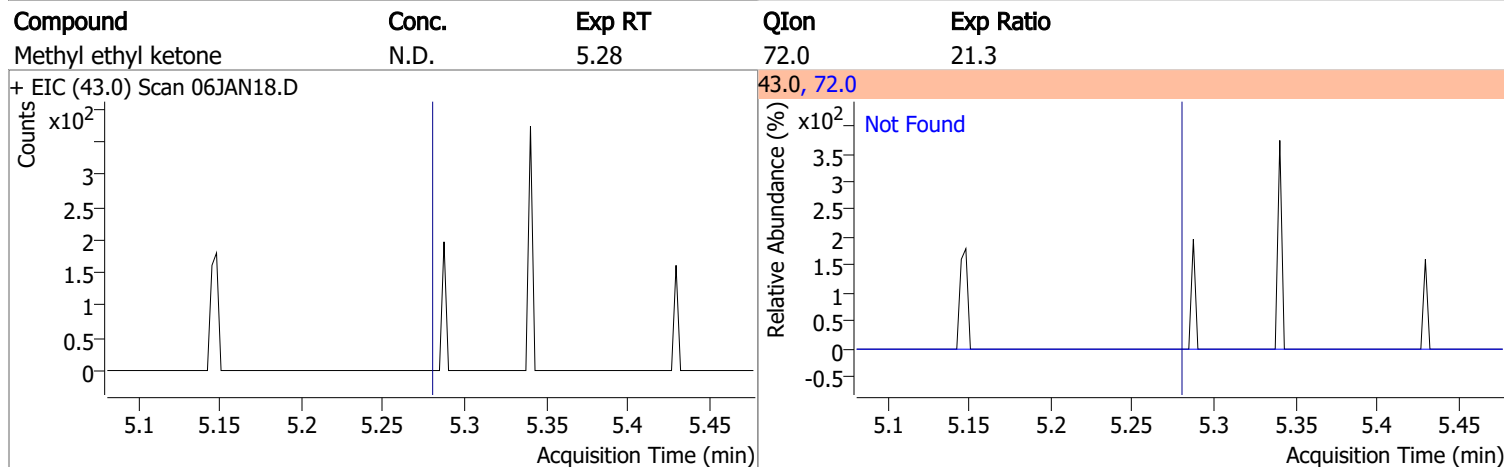 Compound Conc. Exp RT QIon Exp Ratio
Methyl ethyl ketone N.D. 5.28 72.0 21.3
+ EIC (43.0) Scan 06JAN18.D
Counts
x10²
3
2.5
2
1.5
1
0.5
0
5.1 5.15 5.2 5.25 5.3 5.35 5.4 5.45
Acquisition Time (min)
43.0, 72.0
Relative Abundance (%)
x10²
Not Found
3.5
3
2.5
2
1.5
1
0.5
0
-0.5
5.1 5.15 5.2 5.25 5.3 5.35 5.4 5.45
Acquisition Time (min)